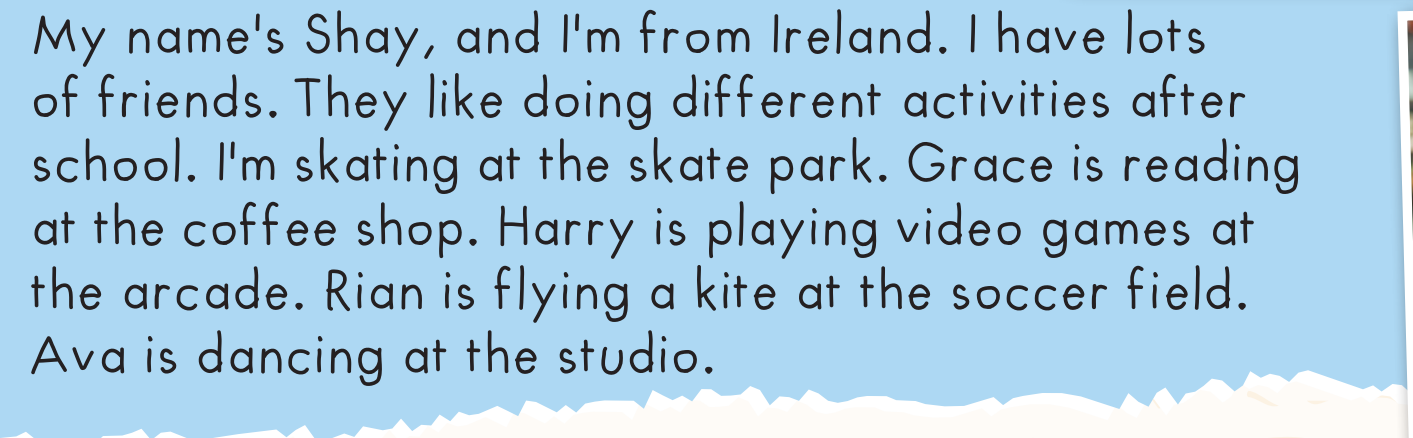 My name's Shay, and I'm from Ireland. I have lots
of friends. They like doing different activities after
school. I'm skating at the skate park. Grace is reading
at the coffee shop. Harry is playing video games at
the arcade. Rian is flying a kite at the soccer field.
Ava is dancing at the studio.